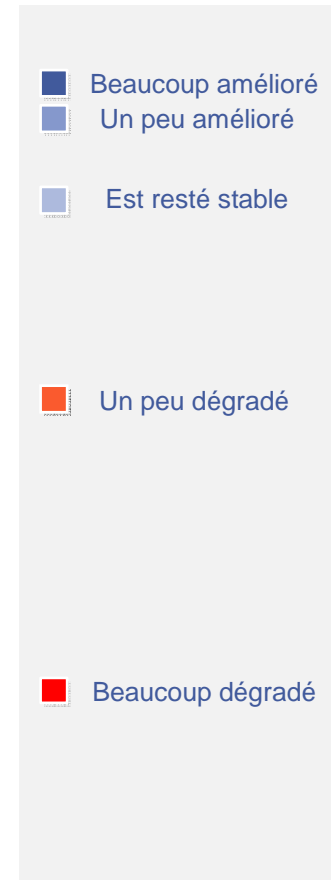 Beaucoup amélioré
Un peu amélioré
Est resté stable
Un peu dégradé
Beaucoup dégradé